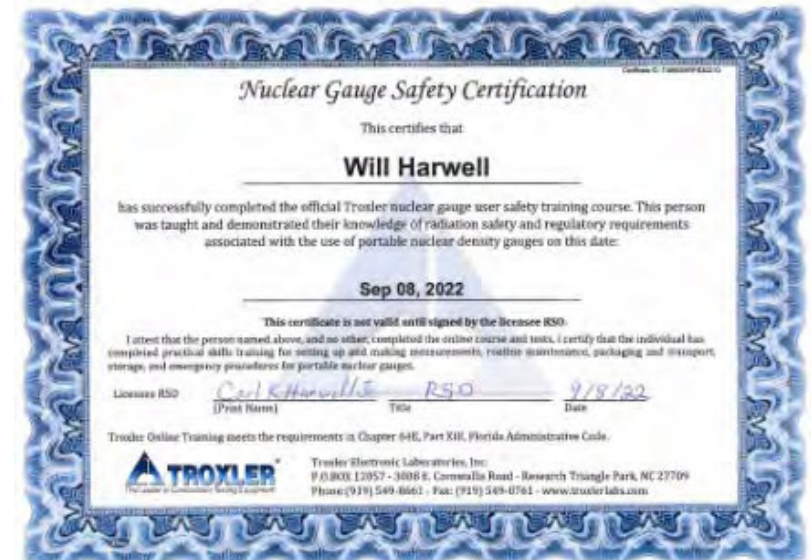 Nuclear Gauge Safety Certification
This certifies that
Will Harwell
has successfully completed the official Troxler nuclear gauge user safety training course. This person
was taught and demonstrated their knowledge of radiation safety and regulatory requirements
associated with the use of portable nuclear density gauges on this date:
Sep 08, 2022
This certificate is not valid until signed by the licensee RSO.
I attest that the person named above, and no other, completed the online course and tests, I certify that the individual has
completed practical skills training for setting up and making measurements, routine maintenance, packaging and transport,
storage, and emergency procedures for portable nuclear gauges.
Licensee RSO Carl K RSO 9/8/22
(Print Name) Title Date
Troxler Online Training meets the requirements in Chapter 64E, Part XIII, Florida Administrative Code.
TROXLER
Troxler Electronic Laboratories, Inc.
P.O.BOX 12057 - 3008 E. Cornwallis Road - Research Triangle Park, NC 27709
Phone:(919) 549-8661 - Fax: (919) 549-0761 - www.troxlerlabs.com